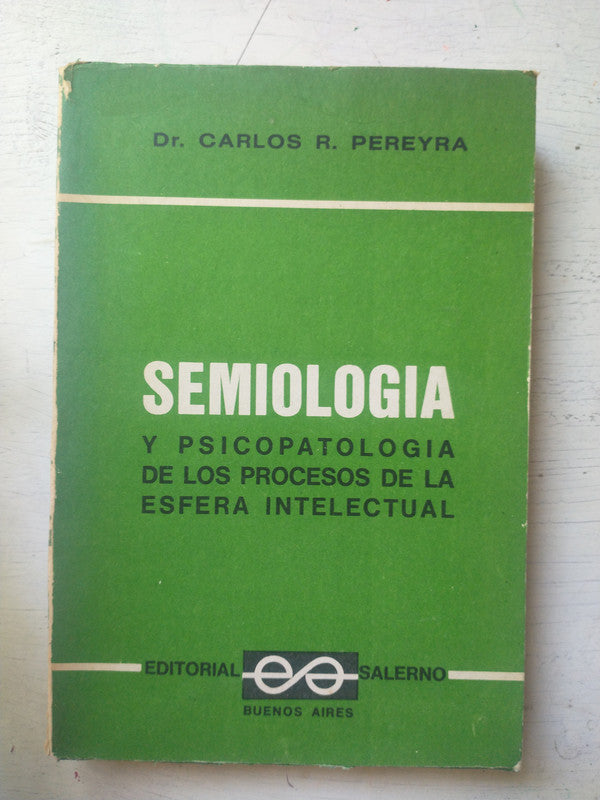 Dr. CARLOS R. PEREYRA
SEMIOLOGIA
Y PSICOPATOLOGIA
DE LOS PROCESOS DE LA
ESFERA INTELECTUAL
EDITORIAL SALERNO
BUENOS AIRES